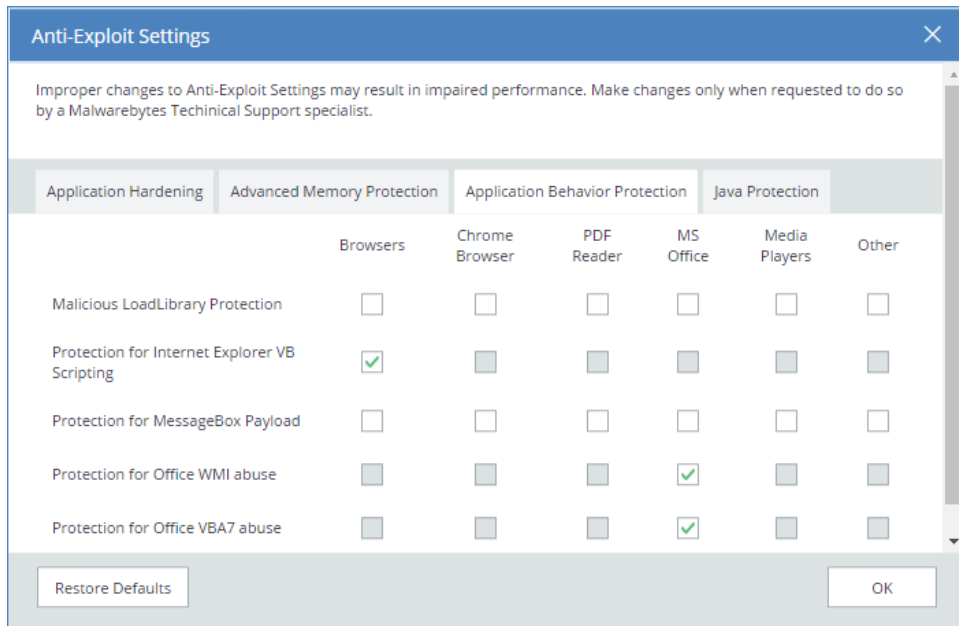 Anti-Exploit Settings
Improper changes to Anti-Exploit Settings may result in impaired performance. Make changes only when requested to do so
by a Malwarebytes Techinical Support specialist.
Application Hardening Advanced Memory Protection Application Behavior Protection Java Protection
Browsers Chrome Browser PDF Reader MS Office Media Players Other
Malicious LoadLibrary Protection
Protection for Internet Explorer VB
Scripting
Protection for MessageBox Payload
Protection for Office WMI abuse
Protection for Office VBA7 abuse
Restore Defaults OK